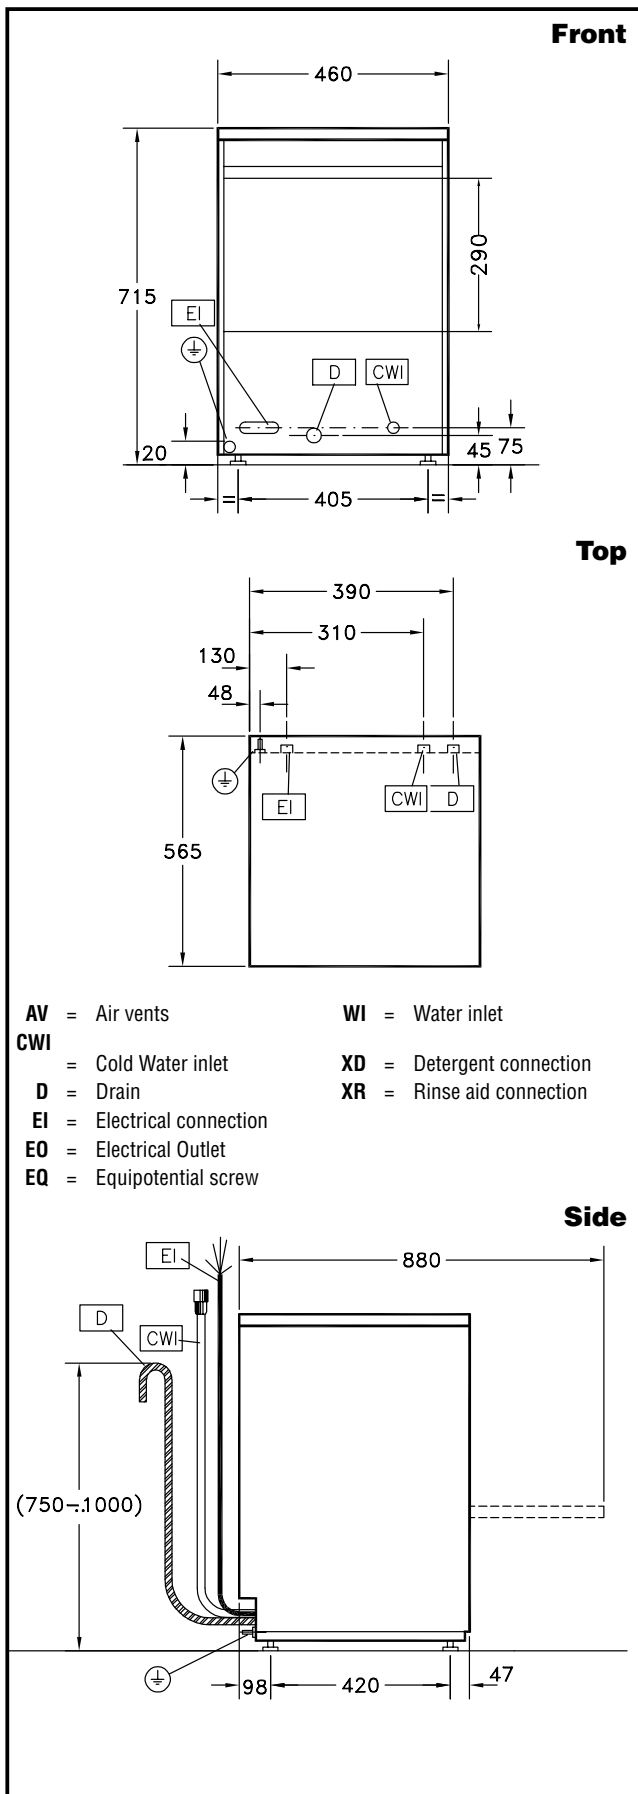 Front
460
715
290
EI
D
CWI
20
45
75
=
405
=
Top
390
310
130
48
EI
CWI
D
565
AV = Air vents
CWI
= Cold Water inlet
D = Drain
EI = Electrical connection
EO = Electrical Outlet
EQ = Equipotential screw
WI = Water inlet
XD = Detergent connection
XR = Rinse aid connection
Side
880
EI
D
CWI
(750-..1000)
98
420
47